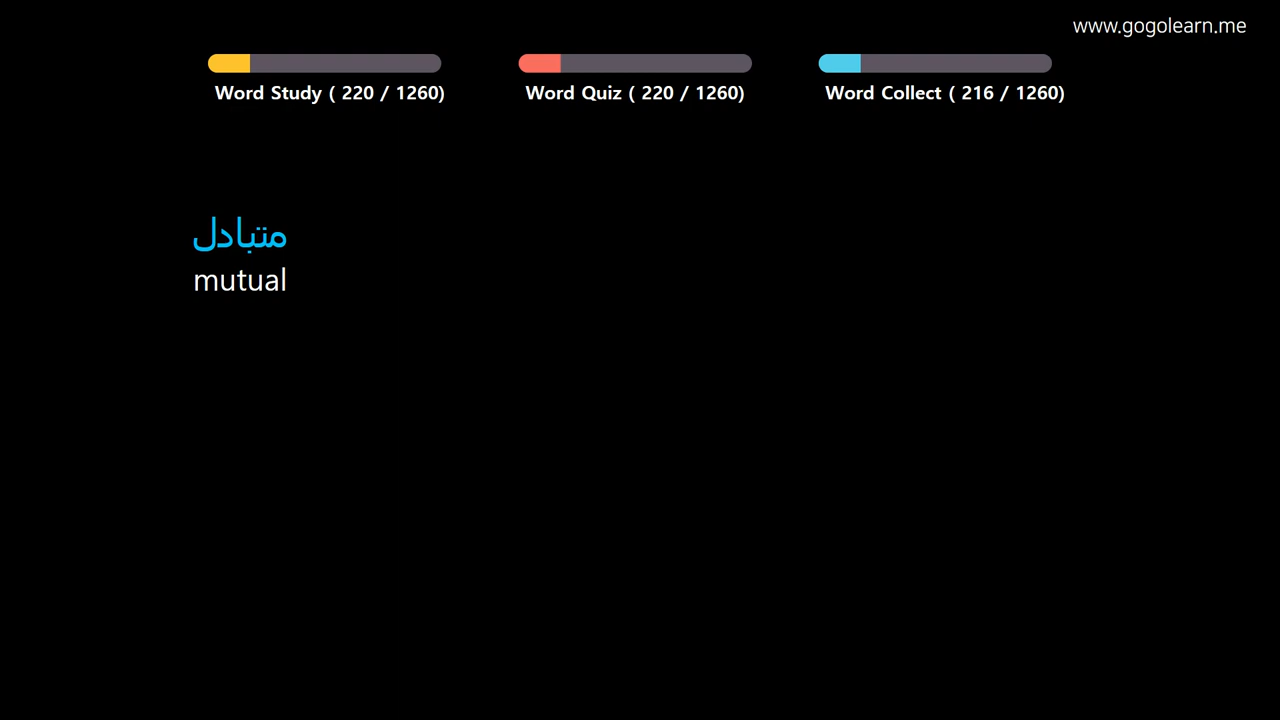 www.gogolearn.me
Word Study ( 220 / 1260)
Word Quiz ( 220 / 1260)
Word Collect ( 216 / 1260)
متبادل
mutual